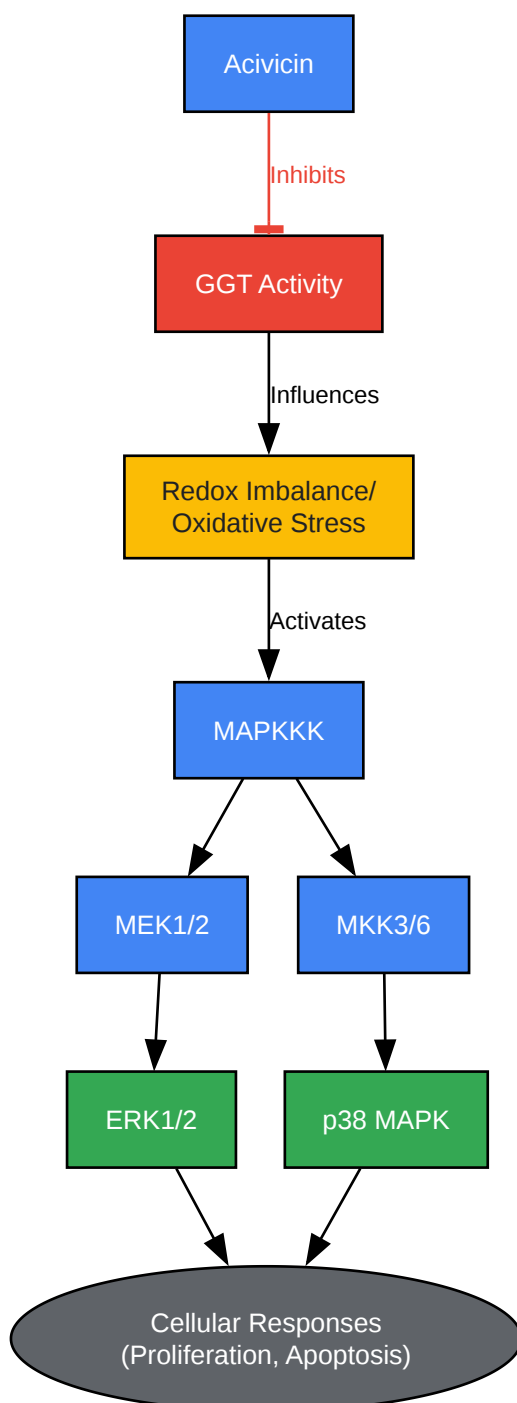 Acivicin
Inhibits
GGT Activity
Influences
Redox Imbalance/
Oxidative Stress
Activates
MAPKKK
MEK1/2
MKK3/6
ERK1/2
p38 MAPK
Cellular Responses
(Proliferation, Apoptosis)